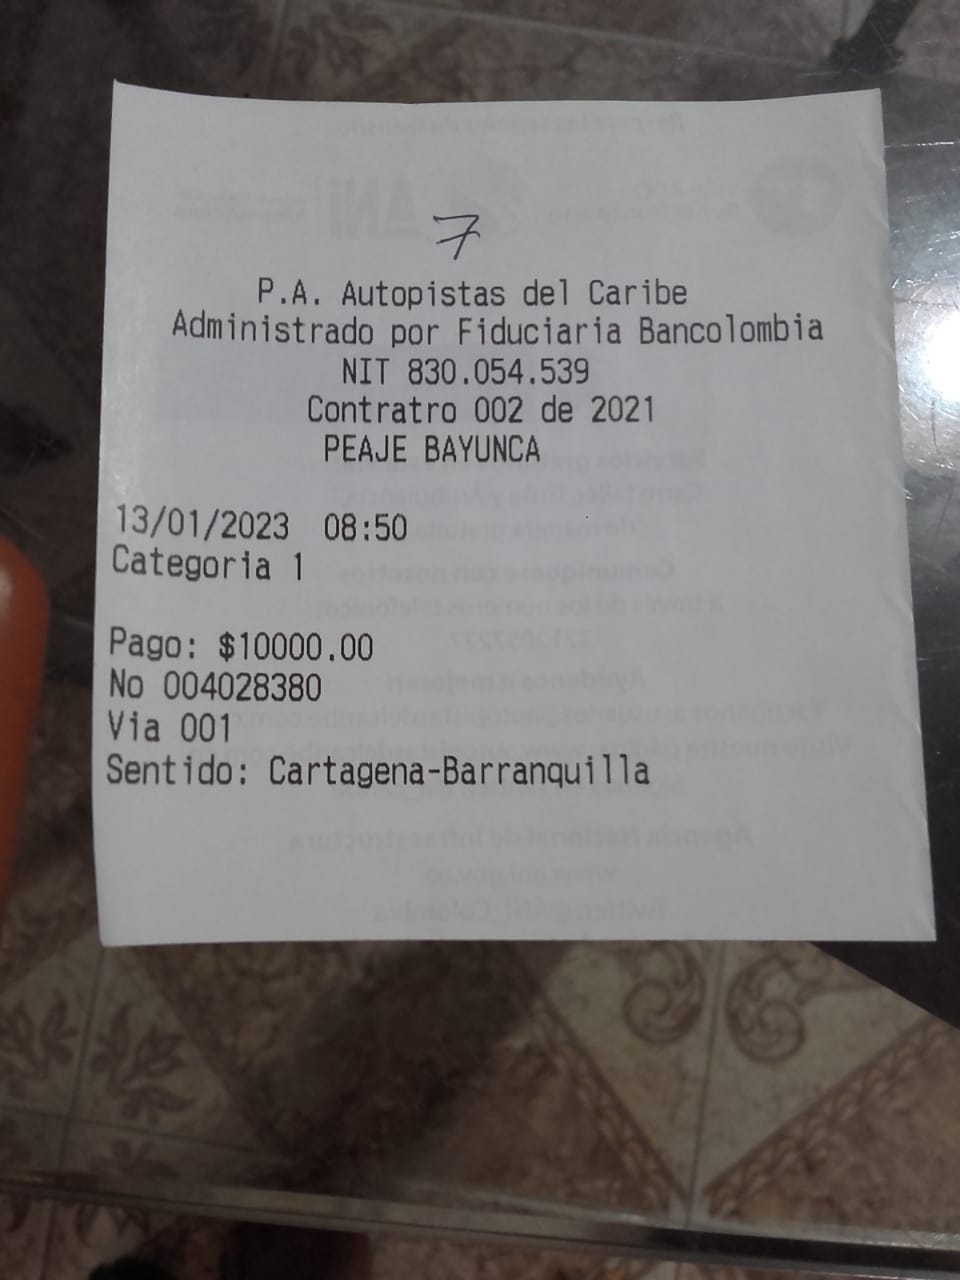 7
P.A. Autopistas del Caribe
Administrado por Fiduciaria Bancolombia
NIT 830.054.539
Contratro 002 de 2021
PEAJE BAYUNCA
13/01/2023 08:50
Categoria 1
Pago: $10000.00
No 004028380
Via 001
Sentido: Cartagena-Barranquilla